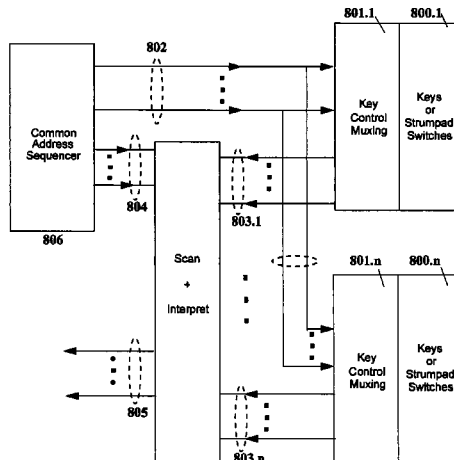 801.1
800.1
802
Common
Address
Sequencer
Key
Control
Muxing
Keys
or
Strumpad
Switches
804
803.1
806
Scan
+
Interpret
801.n
800.n
Key
Control
Muxing
Keys
or
Strumpad
Switches
805
803.n